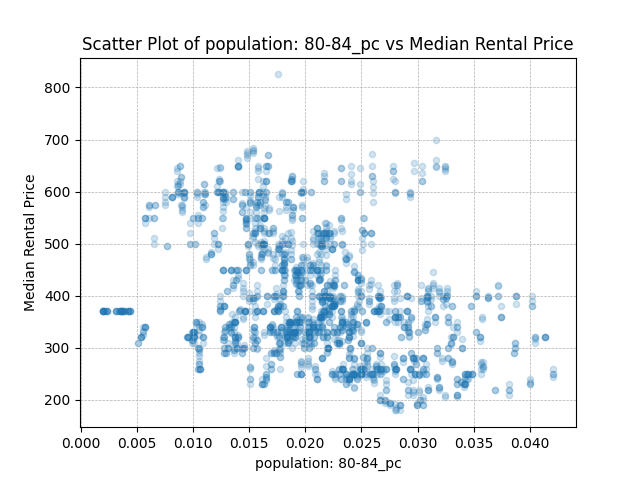 Scatter Plot of population: 80-84_pc vs Median Rental Price
800
700
600
500
400
300
200
Median Rental Price
0.000 0.005 0.010 0.015 0.020 0.025 0.030 0.035 0.040
population: 80-84_pc